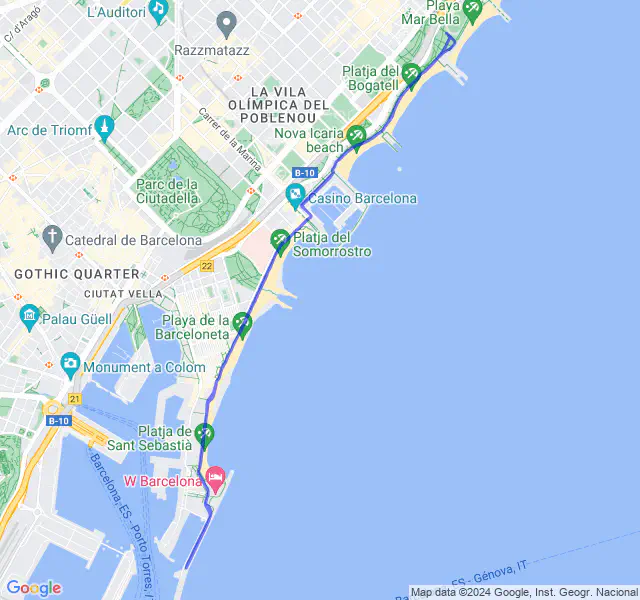 C/ d'Aragó
L'Auditori
Razzmatazz
Playa
Mar Bella
Platja del
Bogatell
LA VILA
OLÍMPICA DEL
POBLENOU
Arc de Triomf
Carrer de la Marina
Nova Icaria
beach
B-10
Parc de la
Ciutadella
Casino Barcelona
Catedral de Barcelona
Platja del
Somorrostro
22
GOTHIC QUARTER
CIUTAT VELLA
Palau Güell
Playa de la
Barceloneta
Monument a Colom
21
B-10
Platja de
Sant Sebastià
W Barcelona
Barcelona, ES - Porto Torres, I
ES - Génova, IT
Google
Map data ©2024 Google, Inst. Geogr. Nacional